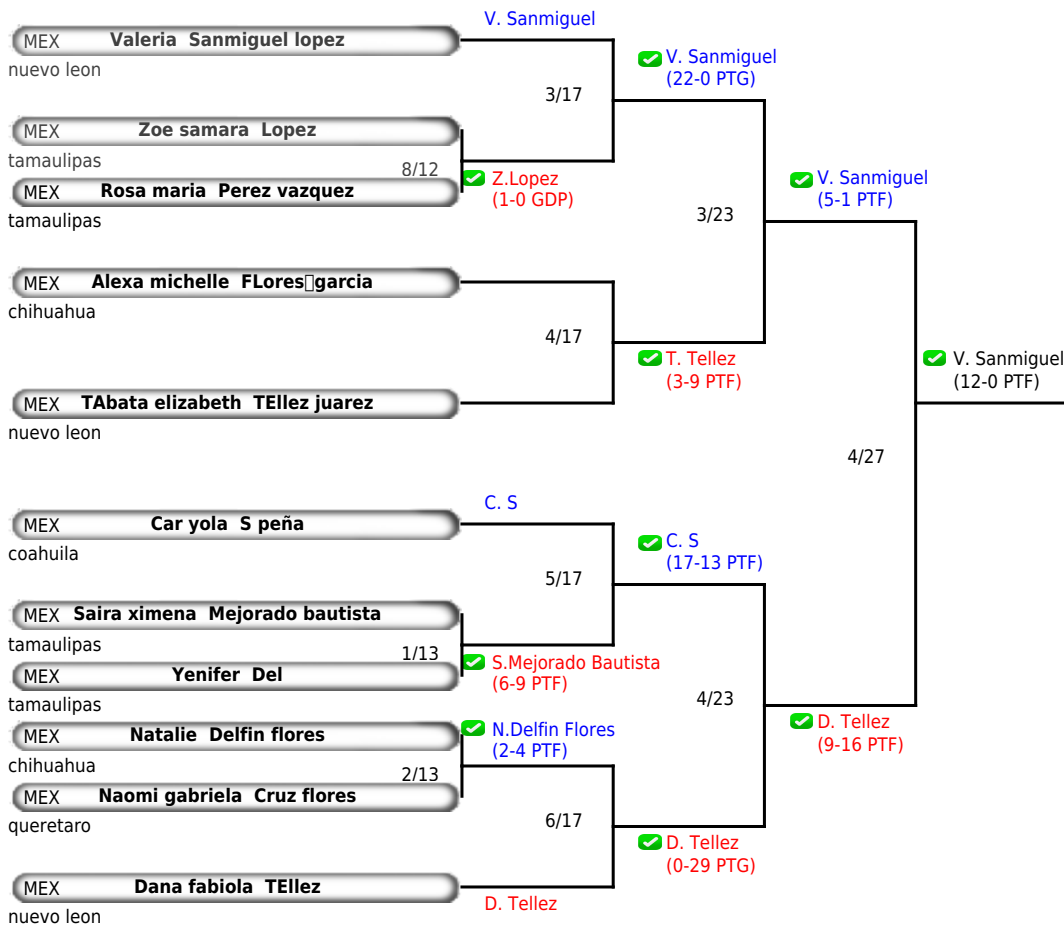 V. Sanmiguel
MEX Valeria Sanmiguel lopez
nuevo leon
V. Sanmiguel
(22-0 PTG)
3/17
MEX Zoe samara Lopez
tamaulipas
8/12
Z.Lopez
(1-0 GDP)
MEX Rosa maria Perez vazquez
tamaulipas
V. Sanmiguel
(5-1 PTF)
3/23
MEX Alexa michelle FLores▯garcia
chihuahua
4/17
T. Tellez
(3-9 PTF)
V. Sanmiguel
(12-0 PTF)
MEX TAbata elizabeth TEllez juarez
nuevo leon
4/27
C. S
MEX Car yola S peña
coahuila
C. S
(17-13 PTF)
5/17
MEX Saira ximena Mejorado bautista
tamaulipas
1/13
S.Mejorado Bautista
(6-9 PTF)
MEX Yenifer Del
tamaulipas
4/23
D. Tellez
(9-16 PTF)
MEX Natalie Delfin flores
N.Delfin Flores
(2-4 PTF)
chihuahua
2/13
MEX Naomi gabriela Cruz flores
queretaro
6/17
D. Tellez
(0-29 PTG)
MEX Dana fabiola TEllez
D. Tellez
nuevo leon